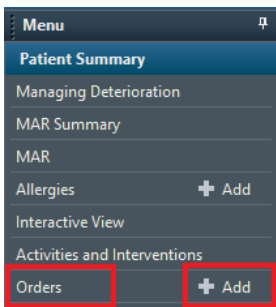 Menu
Patient Summary
Managing Deterioration
MAR Summary
MAR
Allergies + Add
Interactive View
Activities and Interventions
Orders + Add